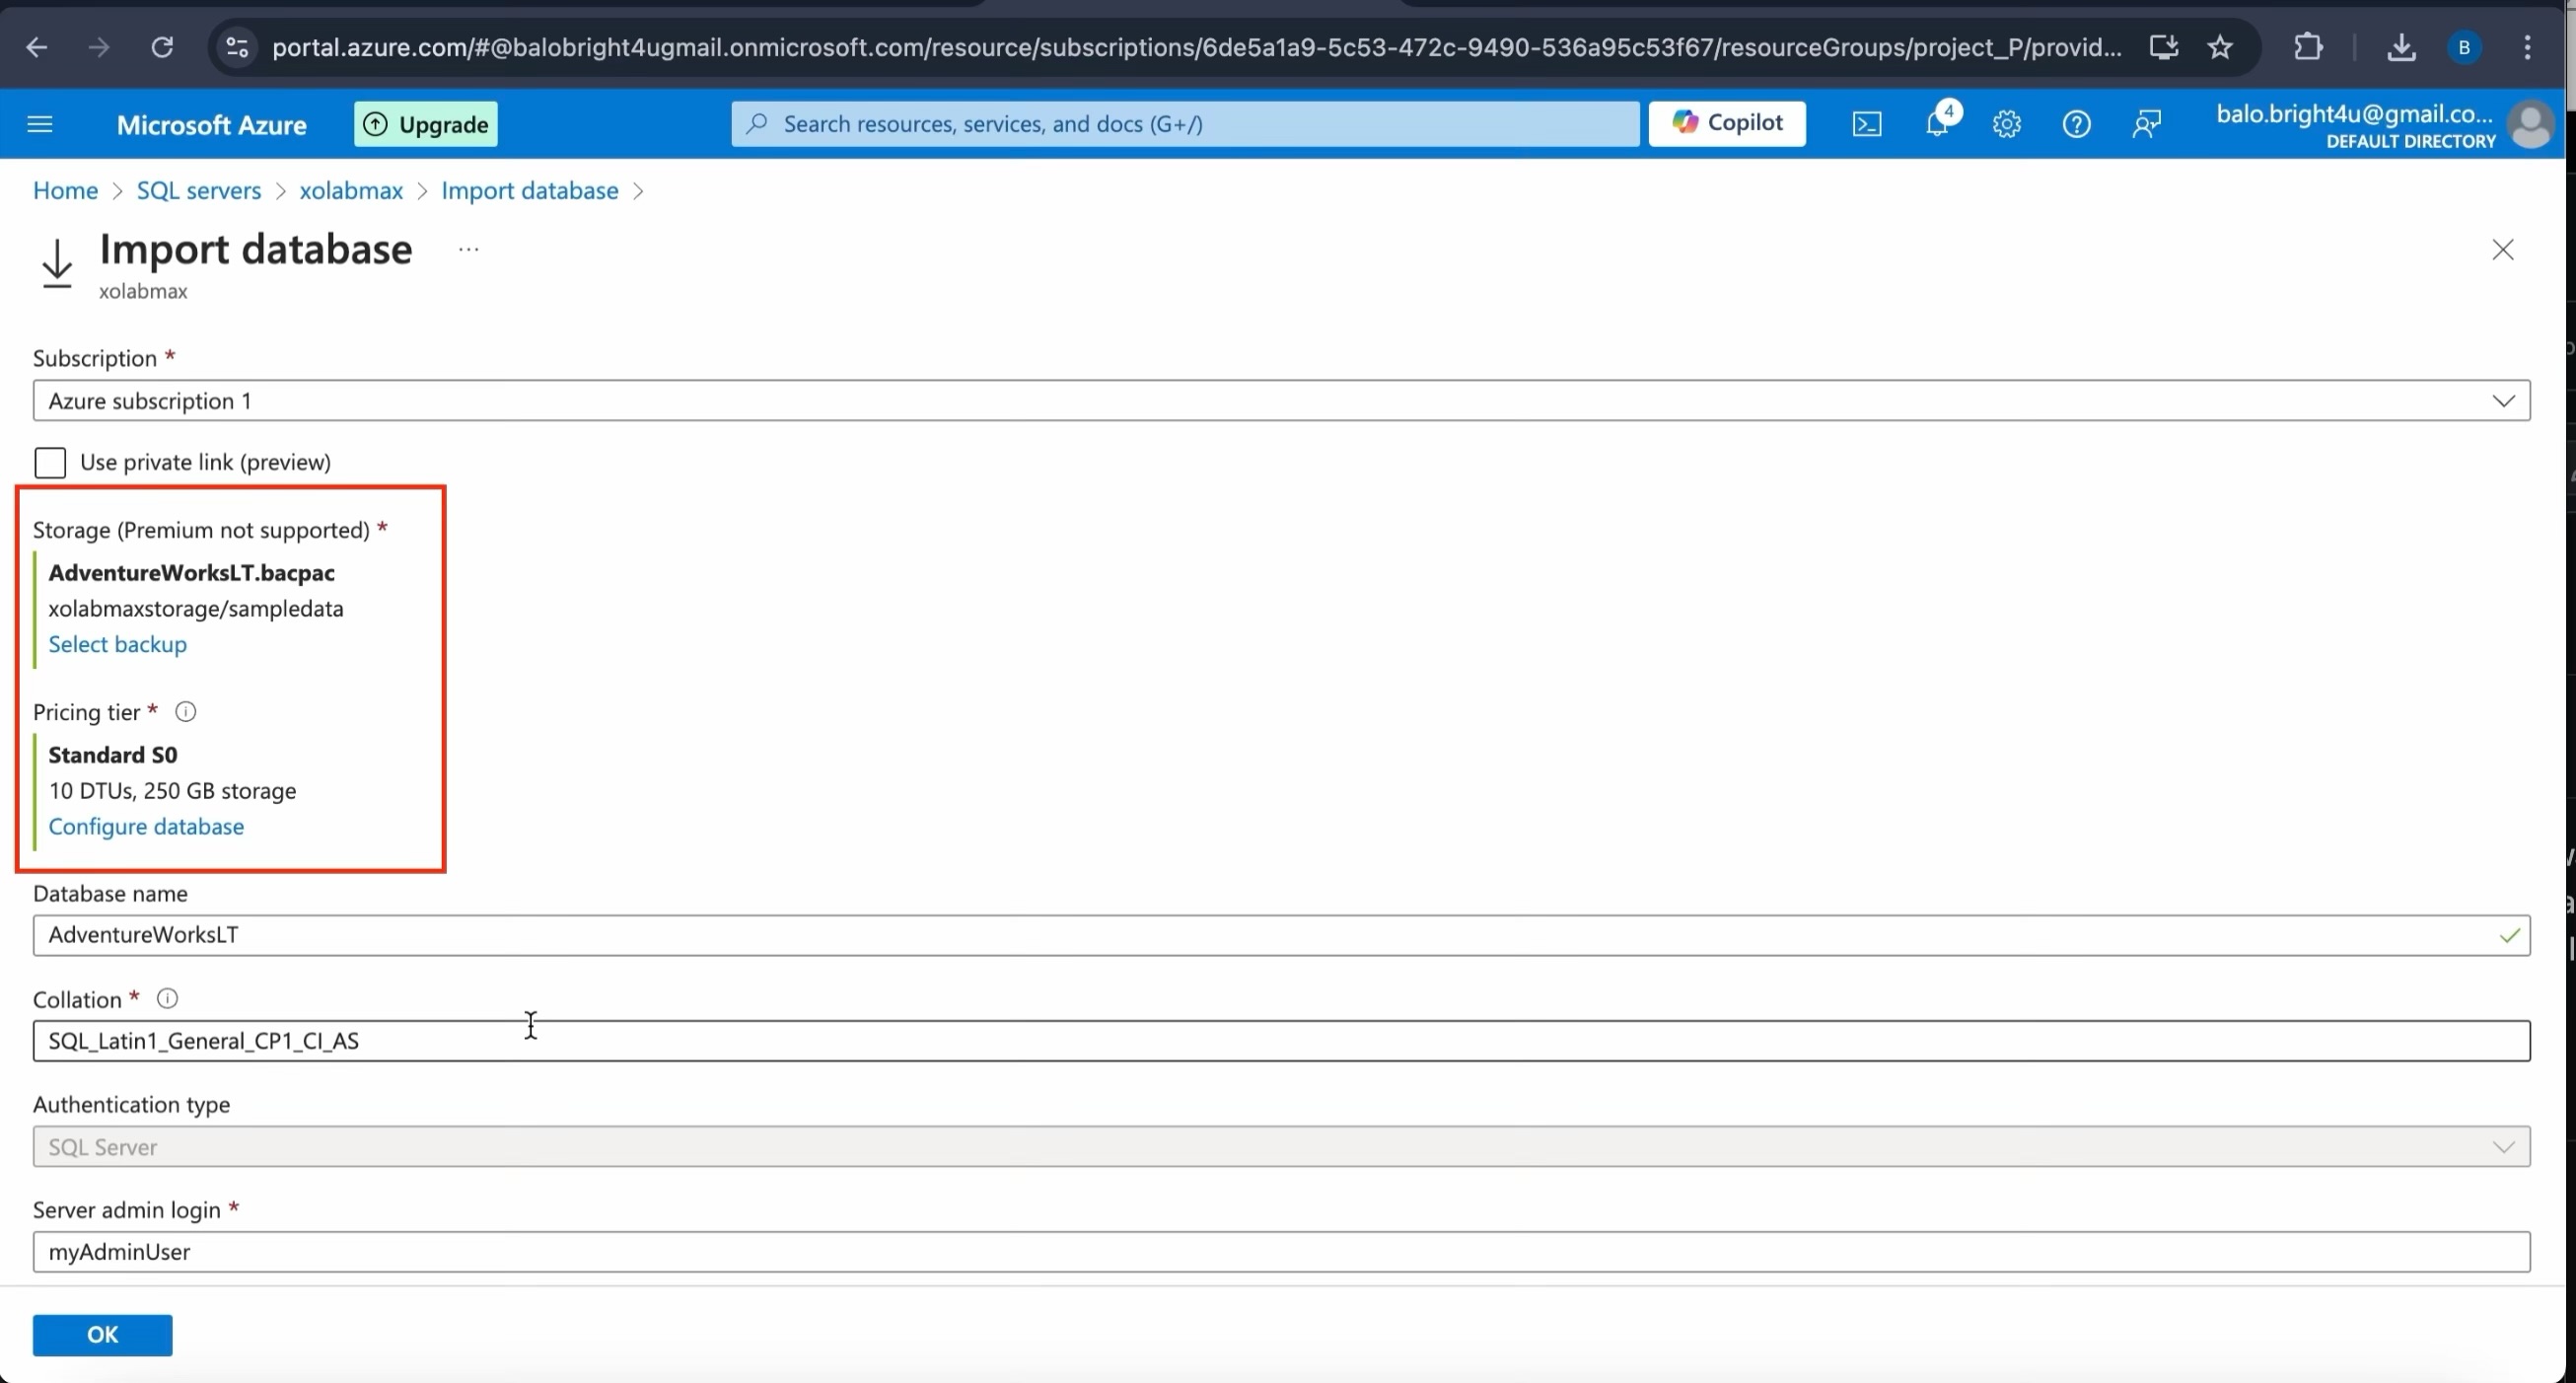 portal.azure.com/#@balobright4ugmail.onmicrosoft.com/resource/subscriptions/6de5a1a9-5c53-472c-9490-536a95c53f67/resourceGroups/project_P/provid...
B
Microsoft Azure
Upgrade
Search resources, services, and docs (G+/)
Copilot
4
balo.bright4u@gmail.co...
DEFAULT DIRECTORY
Home > SQL servers > xolabmax > Import database >
Import database ...
xolabmax
Subscription *
Azure subscription 1
Use private link (preview)
Storage (Premium not supported) *
AdventureWorksLT.bacpac
xolabmaxstorage/sampledata
Select backup
Pricing tier *
Standard S0
10 DTUs, 250 GB storage
Configure database
Database name
AdventureWorksLT
Collation *
SQL_Latin1_General_CP1_CI_AS
Authentication type
SQL Server
Server admin login *
myAdminUser
OK